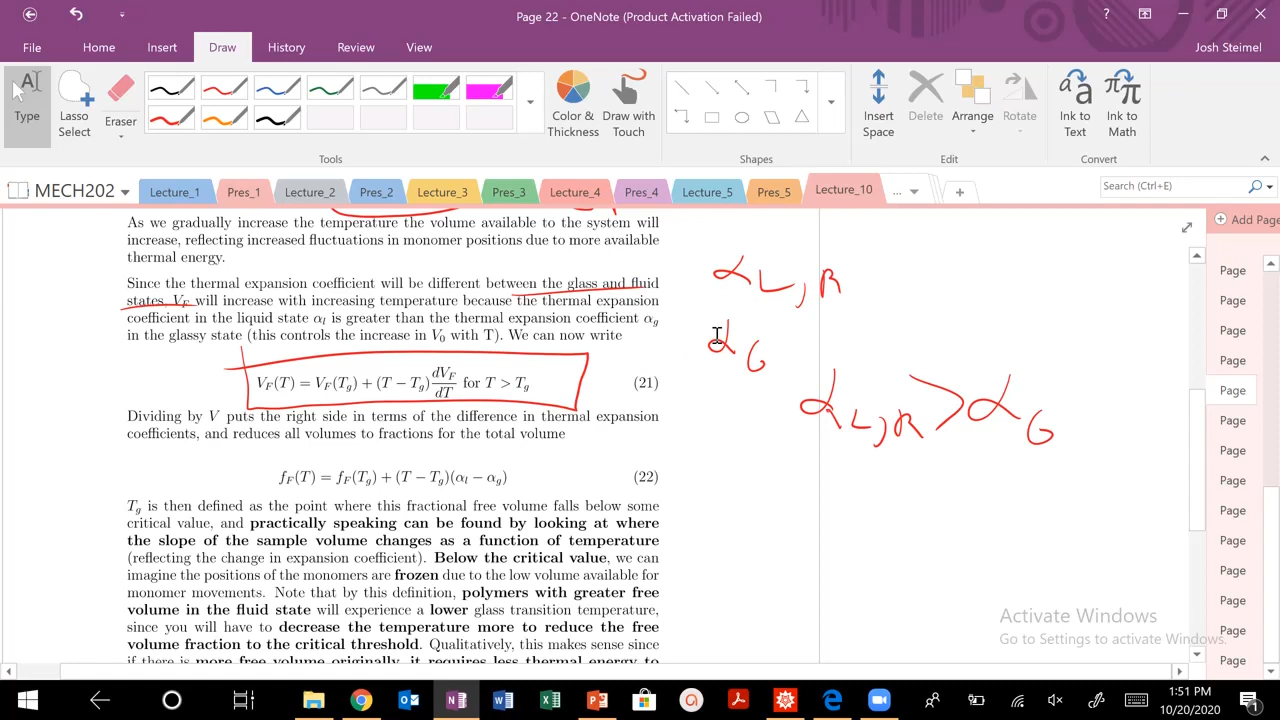 Page 22 - OneNote (Product Activation Failed)
File Home Insert Draw History Review View Josh Steimel
Type Lasso Select Eraser Color & Thickness Draw with Touch Insert Space Delete Arrange Rotate Ink to Text Ink to Math
Tools Shapes Edit Convert
MECH202 Lecture_1 Pres_1 Lecture_2 Pres_2 Lecture_3 Pres_3 Lecture_4 Pres_4 Lecture_5 Pres_5 Lecture_10 ... Search (Ctrl+E)
Add Page
As we gradually increase the temperature the volume available to the system will
increase, reflecting increased fluctuations in monomer positions due to more available
thermal energy.
Since the thermal expansion coefficient will be different between the glass and fluid
states, V_F will increase with increasing temperature because the thermal expansion
coefficient in the liquid state α_l is greater than the thermal expansion coefficient α_g
in the glassy state (this controls the increase in V_0 with T). We can now write
V_F(T) = V_F(T_g) + (T − T_g) dV_F/dT for T > T_g (21)
Dividing by V puts the right side in terms of the difference in thermal expansion
coefficients, and reduces all volumes to fractions for the total volume
f_F(T) = f_F(T_g) + (T − T_g)(α_l − α_g) (22)
T_g is then defined as the point where this fractional free volume falls below some
critical value, and practically speaking can be found by looking at where
the slope of the sample volume changes as a function of temperature
(reflecting the change in expansion coefficient). Below the critical value, we can
imagine the positions of the monomers are frozen due to the low volume available for
monomer movements. Note that by this definition, polymers with greater free
volume in the fluid state will experience a lower glass transition temperature,
since you will have to decrease the temperature more to reduce the free
volume fraction to the critical threshold. Qualitatively, this makes sense since
if there is more free volume originally, it requires less thermal energy to
α_L,R
α_G
α_L,R > α_G
Page
Page
Page
Page
Page
Page
Page
Page
Page
Page
Page
Page
Page
Page
Activate Windows
Go to Settings to activate Windows.
1:51 PM
10/20/2020